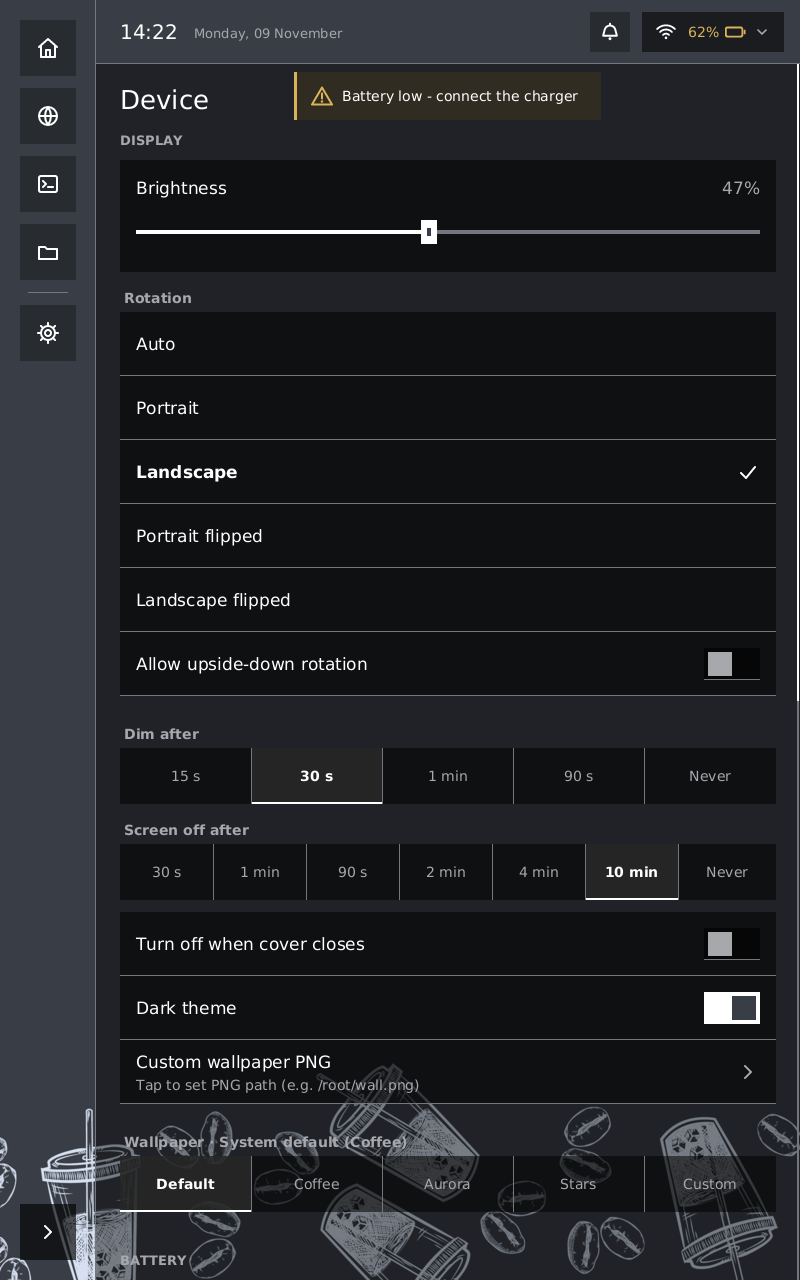 14:22 Monday, 09 November
62%
Device
Battery low - connect the charger
DISPLAY
Brightness 47%
Rotation
Auto
Portrait
Landscape
Portrait flipped
Landscape flipped
Allow upside-down rotation
Dim after
15 s 30 s 1 min 90 s Never
Screen off after
30 s 1 min 90 s 2 min 4 min 10 min Never
Turn off when cover closes
Dark theme
Custom wallpaper PNG
Tap to set PNG path (e.g. /root/wall.png)
Wallpaper · System default (Coffee)
Default Coffee Aurora Stars Custom
BATTERY